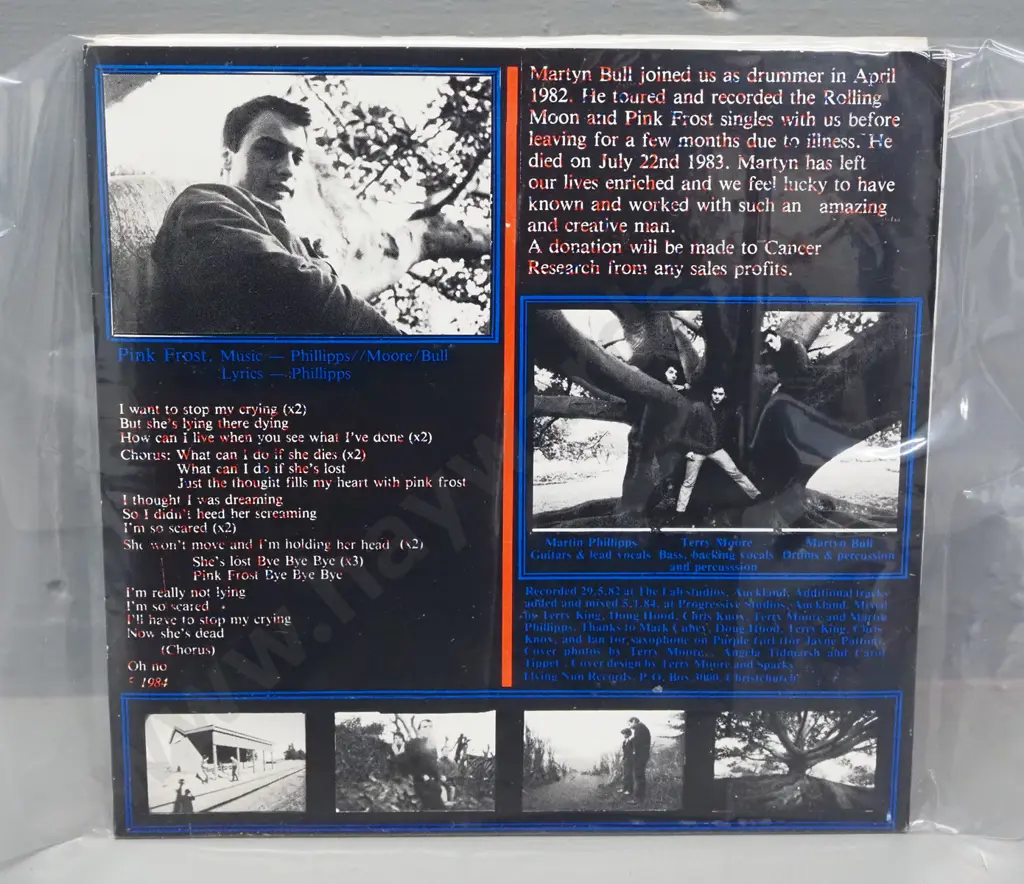 Martyn Bull joined us as drummer in April
1982. He toured and recorded the Rolling
Moon and Pink Frost singles with us before
leaving for a few months due to illness. He
died on July 22nd 1983. Martyn has left
our lives enriched and we feel lucky to have
known and worked with such an amazing
and creative man.
A donation will be made to Cancer
Research from any sales profits.
Pink Frost. Music — Phillipps//Moore/Bull
Lyrics — :Phillipps
I want to stop my crying (x2)
But she's lying there dying
How can I live when you see what I've done (x2)
Chorus: What can I do if she dies (x2)
What can I do if she's lost
Just the thought fills my heart with pink frost
I thought I was dreaming
So I didn't heed her screaming
I'm so scared (x2)
She won't move and I'm holding her head (x2)
She's lost Bye Bye Bye (x3)
Pink Frost Bye Bye Bye
I'm really not lying
I'm so scared
I'll have to stop my crying
Now she's dead
(Chorus)
Oh no
1984
Martin Phillipps Terry Moore Martyn Bull
Guitars & lead vocals Bass, backing vocals Drums & percussion
and percusssion
Recorded 29.5.82 at The Lab studios, Auckland. Additional tracks
added and mixed 5.1.84. at Progressive Studios, Auckland. Mixed
by Terry King, Doug Hood, Chris Knox, Terry Moore and Martin
Phillipps. Thanks to Mark Doug Hood, Terry King, Chris
Knox, and Ian for saxophone on Purple Girl (for Jayne Patton)
Cover photos by Terry Moore... Angela Tidmarsh and Carol
Tippet . Cover design by Terry Moore and Sparky
Flying Nun Records. P.O. Box 3000, Christchurch